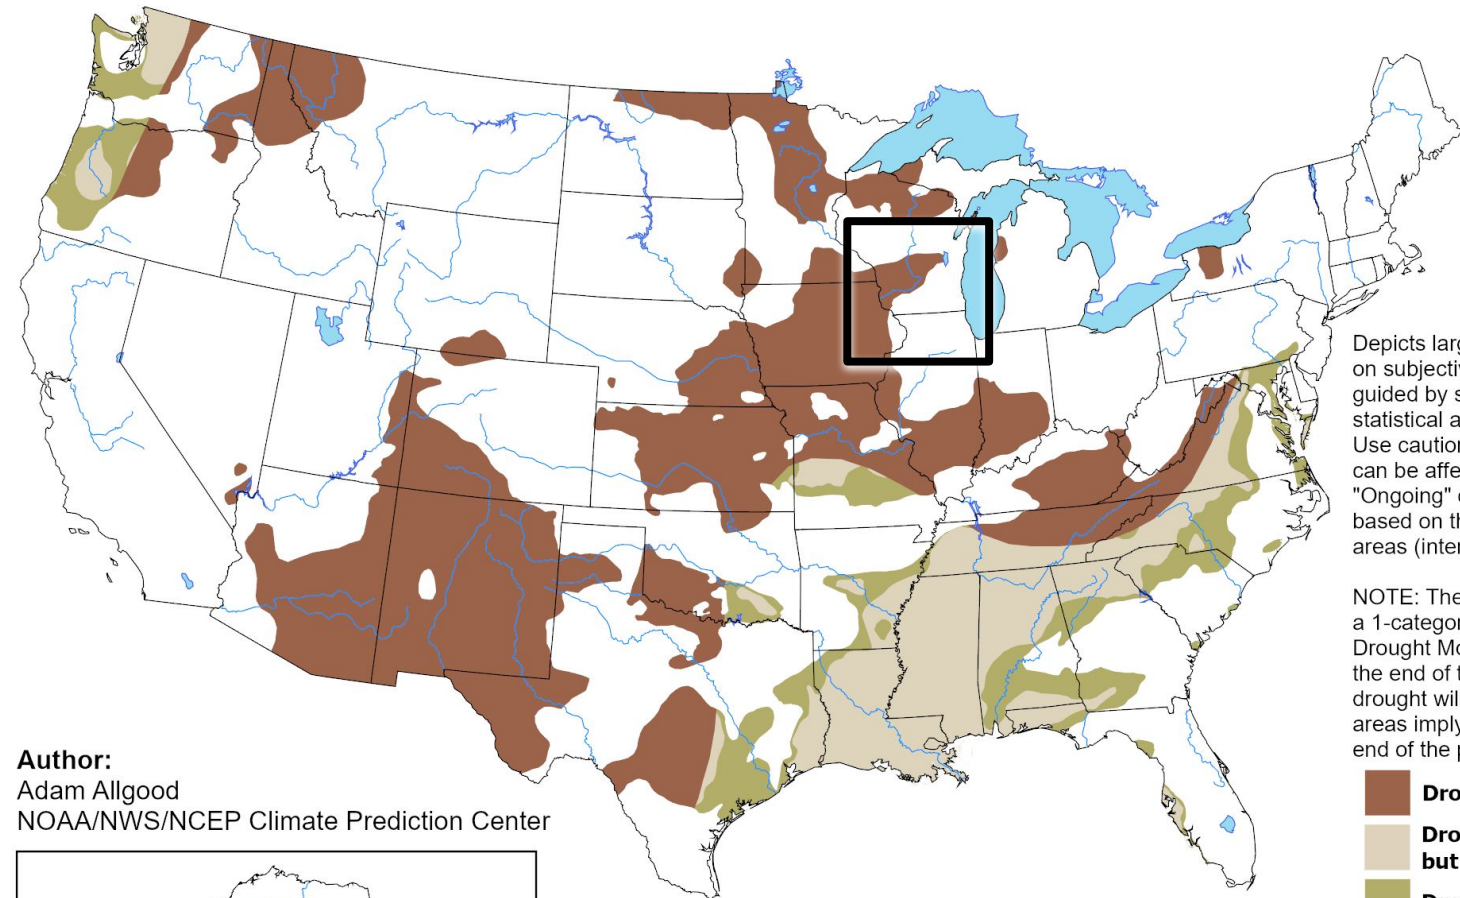 Depicts larg
on subjectiv
guided by s
statistical a
Use caution
can be affe
"Ongoing" d
based on th
areas (inter
NOTE: The
a 1-categor
Drought Mo
the end of t
drought wil
areas imply
end of the p
Author:
Adam Allgood
NOAA/NWS/NCEP Climate Prediction Center
Dro
Dro
but